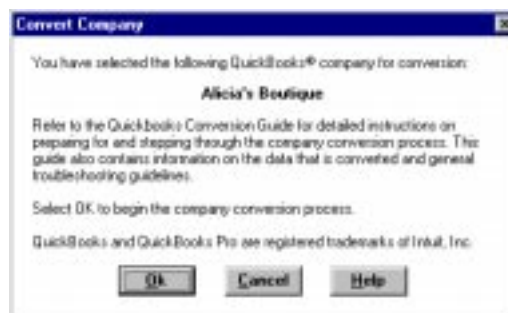 Convert Company
You have selected the following QuickBooks® company for conversion:
Alicia's Boutique
Refer to the Quickbooks Conversion Guide for detailed instructions on
preparing for and stepping through the company conversion process. This
guide also contains information on the data that is converted and general
troubleshooting guidelines.
Select OK to begin the company conversion process.
QuickBooks and QuickBooks Pro are registered trademarks of Intuit, Inc.
Ok Cancel Help